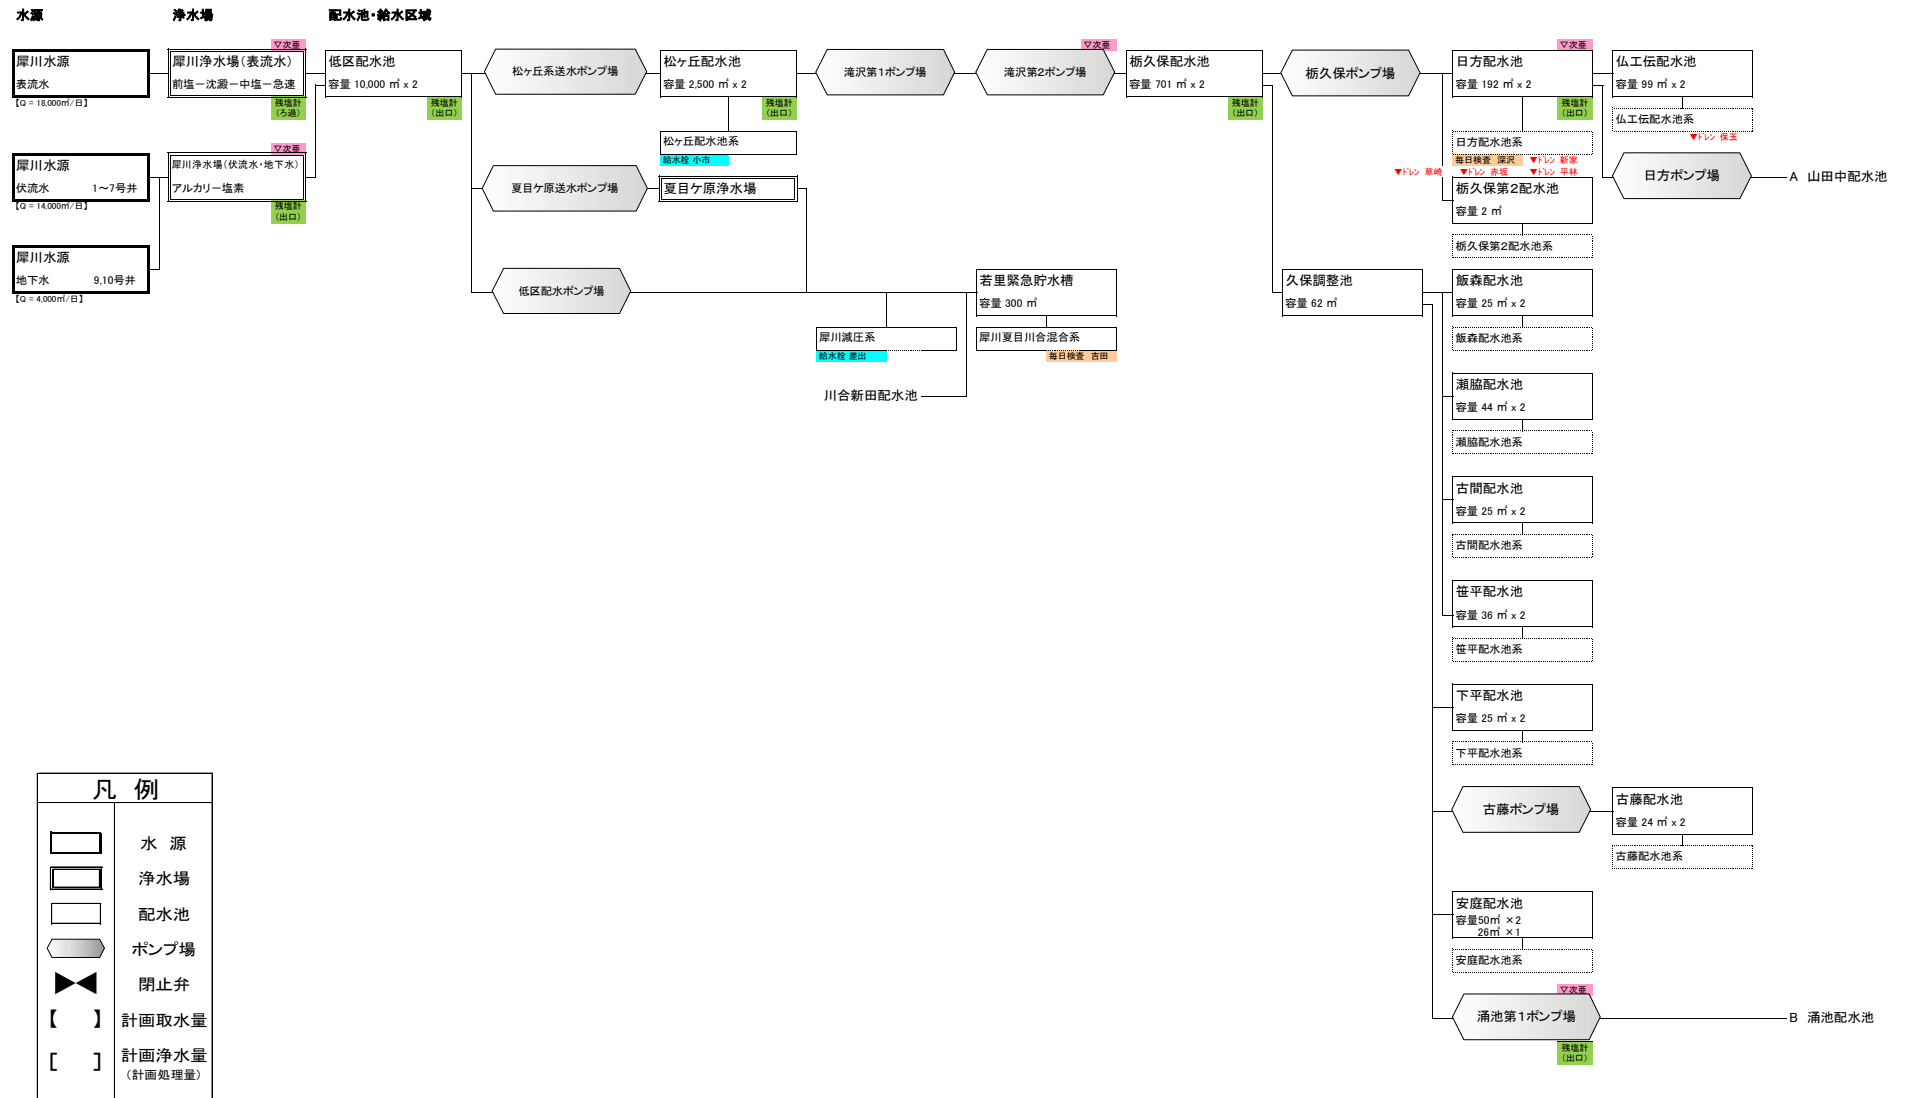 水源
浄水場
配水池・給水区域
犀川水源
表流水
【Q = 18,000㎥/日】
▽次亜
犀川浄水場(表流水)
前塩－沈澱－中塩－急速
残塩計
(ろ過)
低区配水池
容量 10,000 ㎥ x 2
残塩計
(出口)
松ヶ丘系送水ポンプ場
松ヶ丘配水池
容量 2,500 ㎥ x 2
残塩計
(出口)
松ヶ丘配水池系
給水栓 小市
滝沢第1ポンプ場
▽次亜
滝沢第2ポンプ場
栃久保配水池
容量 701 ㎥ x 2
残塩計
(出口)
栃久保ポンプ場
▽次亜
日方配水池
容量 192 ㎥ x 2
残塩計
(出口)
日方配水池系
毎日検査 深沢
▼ドレン 新家
▼ドレン 草崎
▼ドレン 赤坂
▼ドレン 平林
仏工伝配水池
容量 99 ㎥ x 2
仏工伝配水池系
▼ドレン 保玉
日方ポンプ場
A 山田中配水池
犀川水源
伏流水 1～7号井
【Q = 14,000㎥/日】
▽次亜
犀川浄水場(伏流水・地下水)
アルカリ－塩素
残塩計
(出口)
夏目ケ原送水ポンプ場
夏目ケ原浄水場
栃久保第2配水池
容量 2 ㎥
栃久保第2配水池系
犀川水源
地下水 9,10号井
【Q = 4,000㎥/日】
低区配水ポンプ場
若里緊急貯水槽
容量 300 ㎥
犀川減圧系
給水栓 差出
犀川夏目川合混合系
毎日検査 吉田
川合新田配水池
久保調整池
容量 62 ㎥
飯森配水池
容量 25 ㎥ x 2
飯森配水池系
瀬脇配水池
容量 44 ㎥ x 2
瀬脇配水池系
古間配水池
容量 25 ㎥ x 2
古間配水池系
笹平配水池
容量 36 ㎥ x 2
笹平配水池系
下平配水池
容量 25 ㎥ x 2
下平配水池系
古藤ポンプ場
古藤配水池
容量 24 ㎥ x 2
古藤配水池系
安庭配水池
容量50㎥ ×2
26㎥ ×1
安庭配水池系
▽次亜
涌池第1ポンプ場
残塩計
(出口)
B 涌池配水池
凡 例
水 源
浄水場
配水池
ポンプ場
閉止弁
【 】 計画取水量
[ ] 計画浄水量
(計画処理量)